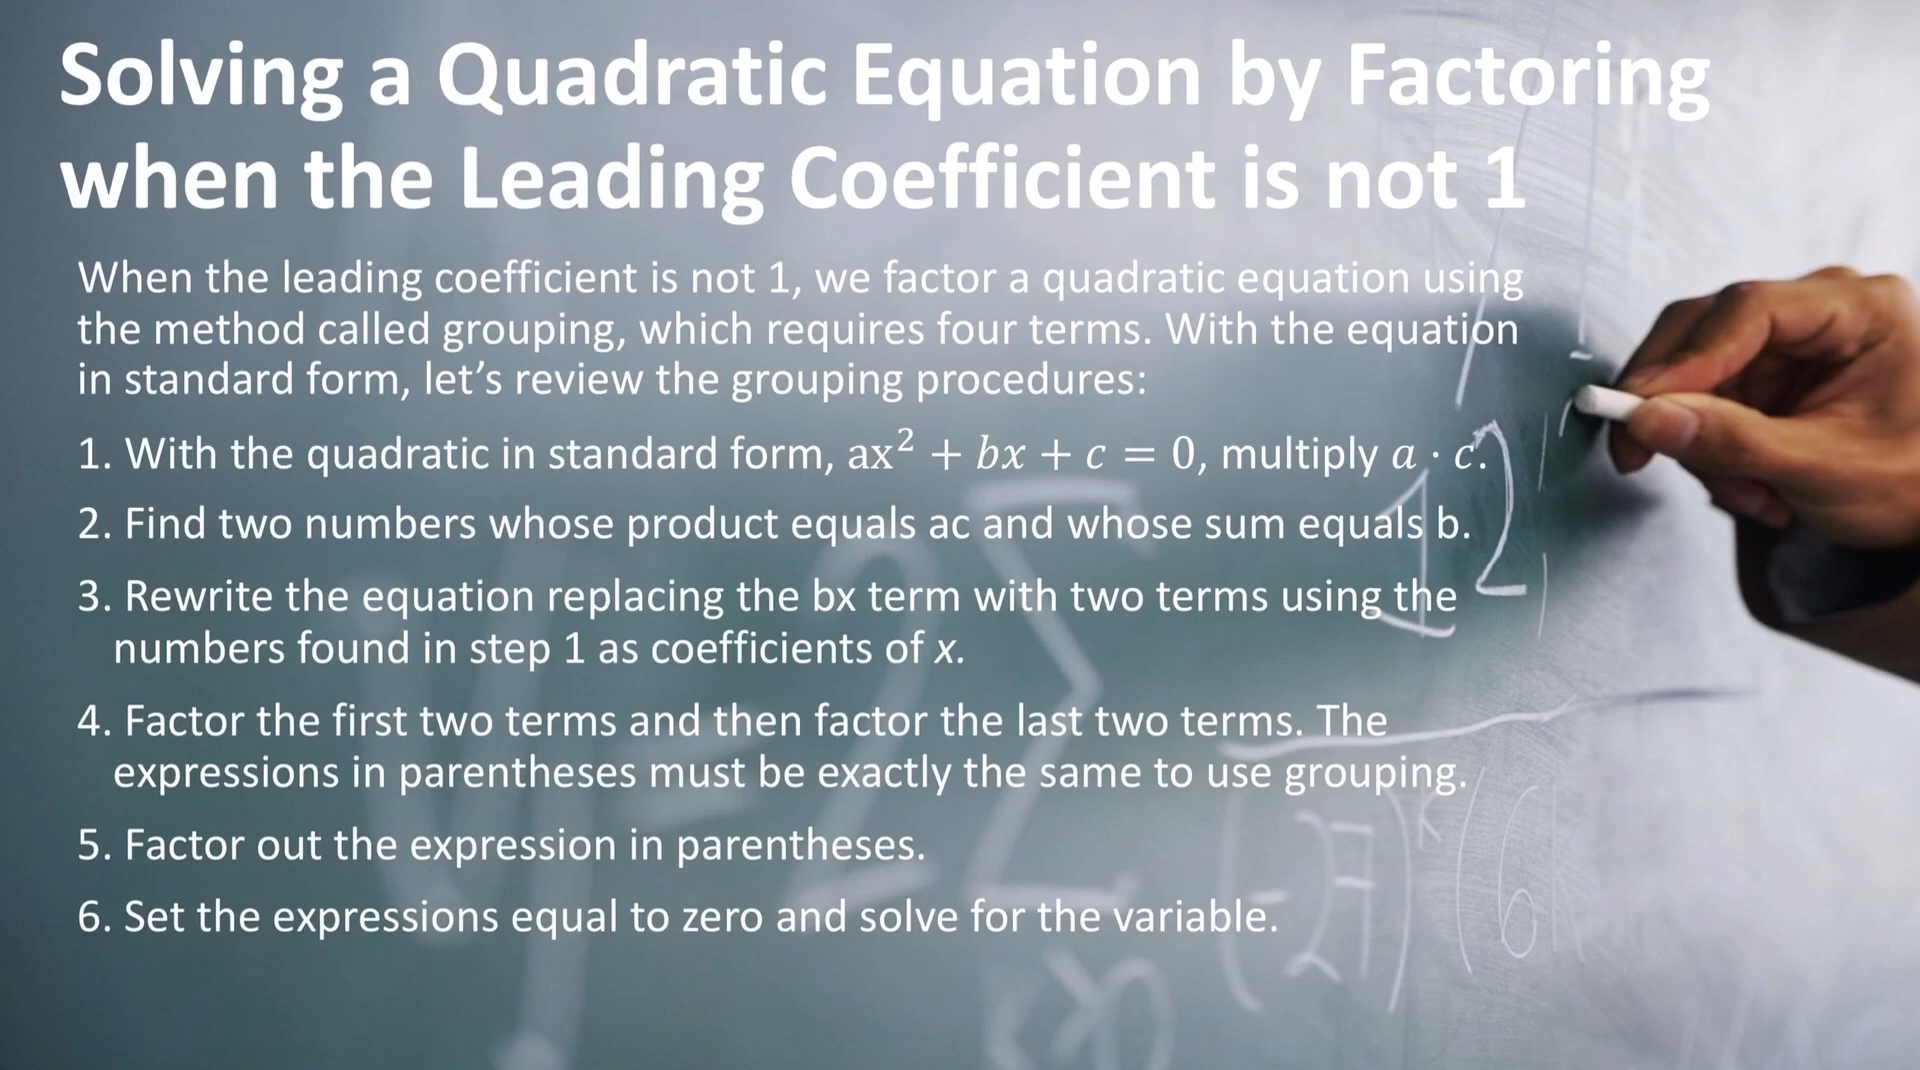 Solving a Quadratic Equation by Factoring
when the Leading Coefficient is not 1
When the leading coefficient is not 1, we factor a quadratic equation using
the method called grouping, which requires four terms. With the equation
in standard form, let's review the grouping procedures:
1. With the quadratic in standard form, ax² + bx + c = 0, multiply a · c.
2. Find two numbers whose product equals ac and whose sum equals b.
3. Rewrite the equation replacing the bx term with two terms using the
numbers found in step 1 as coefficients of x.
4. Factor the first two terms and then factor the last two terms. The
expressions in parentheses must be exactly the same to use grouping.
5. Factor out the expression in parentheses.
6. Set the expressions equal to zero and solve for the variable.